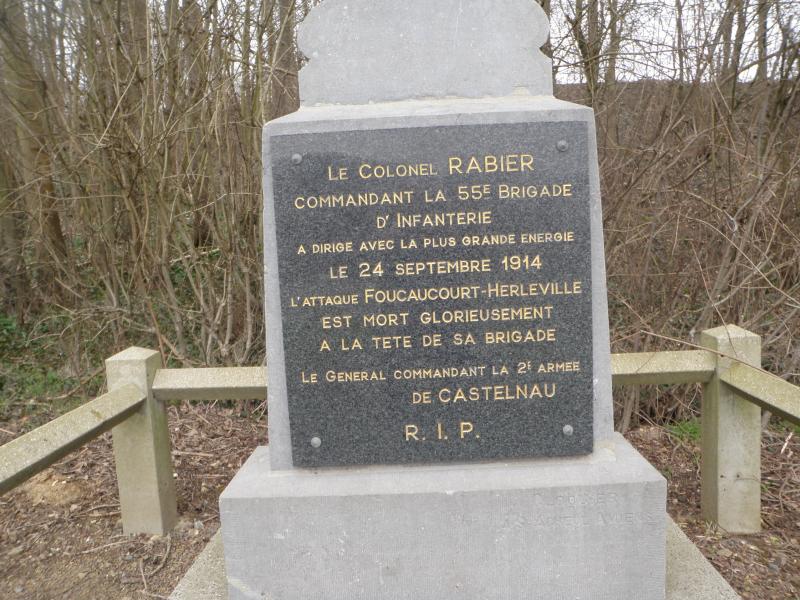 LE COLONEL RABIER
COMMANDANT LA 55E BRIGADE
D'INFANTERIE
A DIRIGE AVEC LA PLUS GRANDE ENERGIE
LE 24 SEPTEMBRE 1914
L'ATTAQUE FOUCAUCOURT-HERLEVILLE
EST MORT GLORIEUSEMENT
A LA TETE DE SA BRIGADE
LE GENERAL COMMANDANT LA 2E ARMEE
DE CASTELNAU
R. I. P.